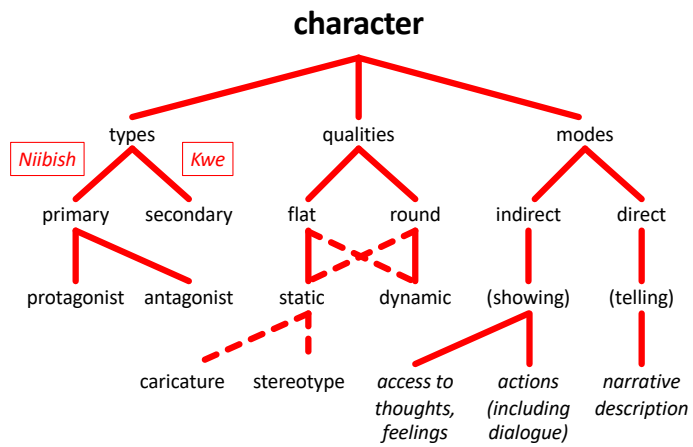 character
types qualities modes
Niibish Kwe
primary secondary flat round indirect direct
protagonist antagonist static dynamic (showing) (telling)
caricature stereotype access to actions narrative
thoughts, (including description
feelings dialogue)